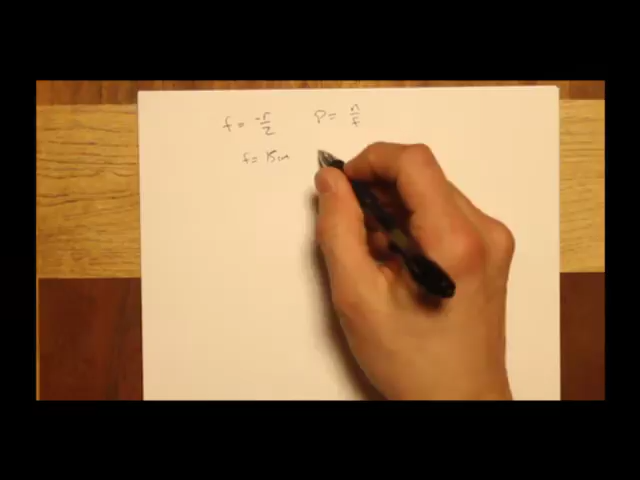 f = -r/2 P = n/f
f = 15cm